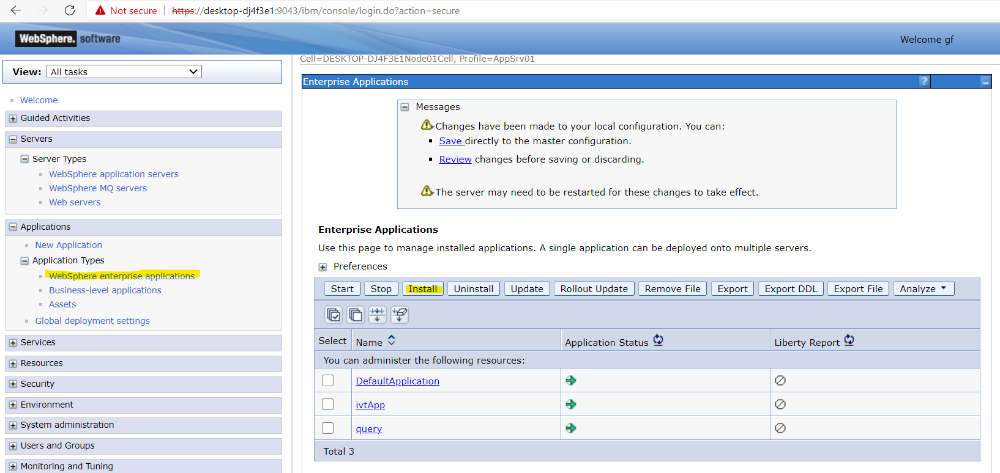 Not secure https://desktop-dj4f3e1:9043/ibm/console/login.do?action=secure
WebSphere. software
Welcome gf
View: All tasks
Welcome
Guided Activities
Servers
Server Types
WebSphere application servers
WebSphere MQ servers
Web servers
Applications
New Application
Application Types
WebSphere enterprise applications
Business-level applications
Assets
Global deployment settings
Services
Resources
Security
Environment
System administration
Users and Groups
Monitoring and Tuning
Cell=DESKTOP-DJ4F3E1Node01Cell, Profile=AppSrv01
Enterprise Applications ?
Messages
Changes have been made to your local configuration. You can:
Save directly to the master configuration.
Review changes before saving or discarding.
The server may need to be restarted for these changes to take effect.
Enterprise Applications
Use this page to manage installed applications. A single application can be deployed onto multiple servers.
Preferences
Start Stop Install Uninstall Update Rollout Update Remove File Export Export DDL Export File Analyze
Select Name Application Status Liberty Report
You can administer the following resources:
DefaultApplication
ivtApp
query
Total 3